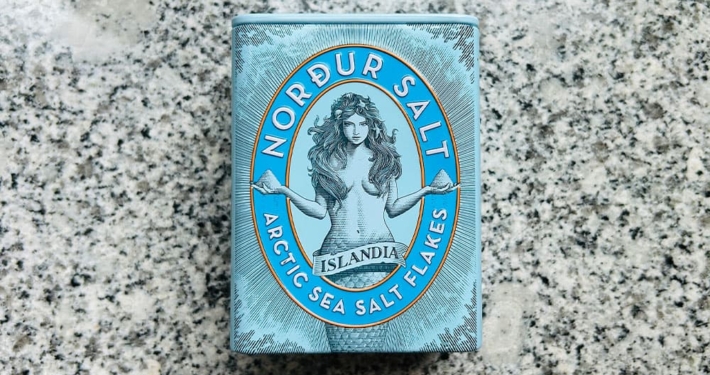 NORÐUR SALT
ISLANDIA
ARCTIC SEA SALT FLAKES